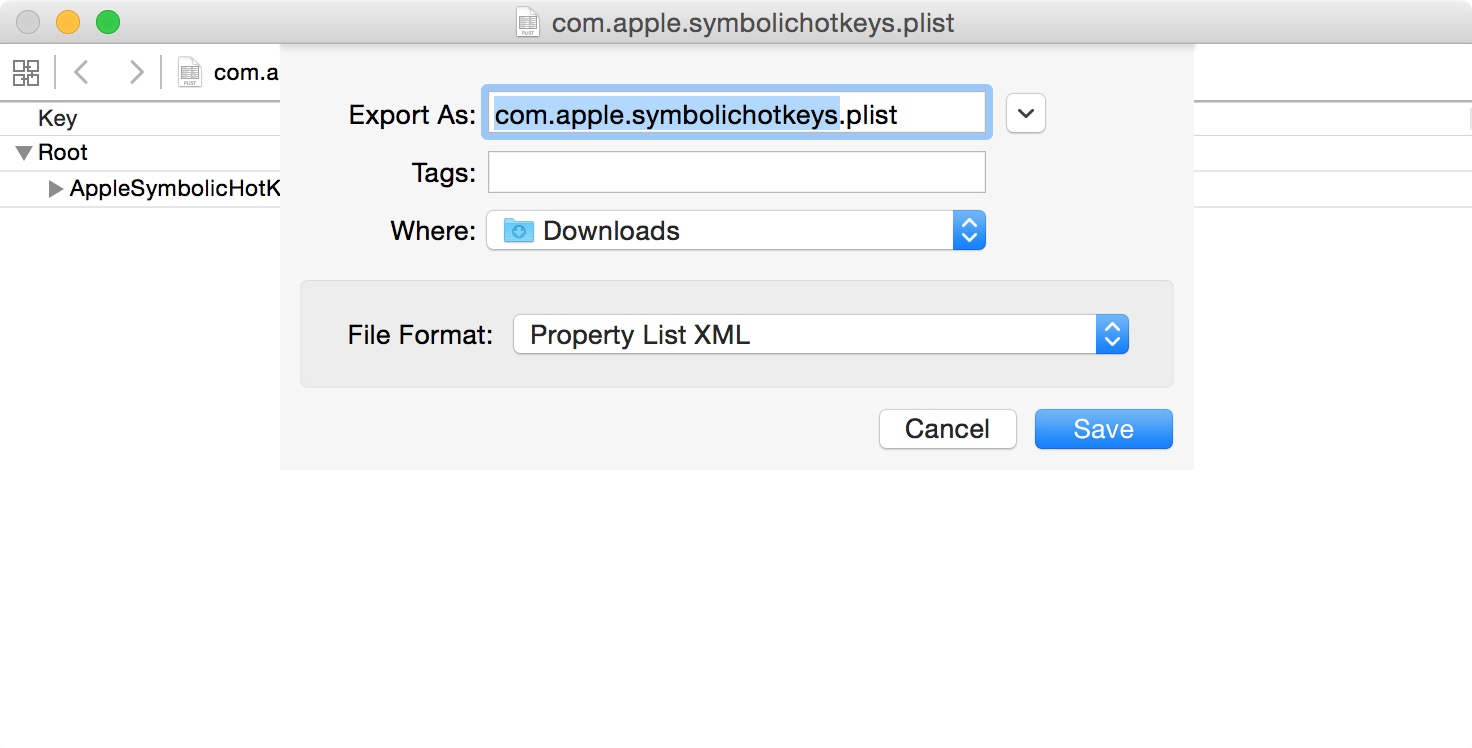 com.apple.symbolichotkeys.plist
com.a
Key
Root
AppleSymbolicHotK
Export As: com.apple.symbolichotkeys.plist
Tags:
Where: Downloads
File Format: Property List XML
Cancel Save